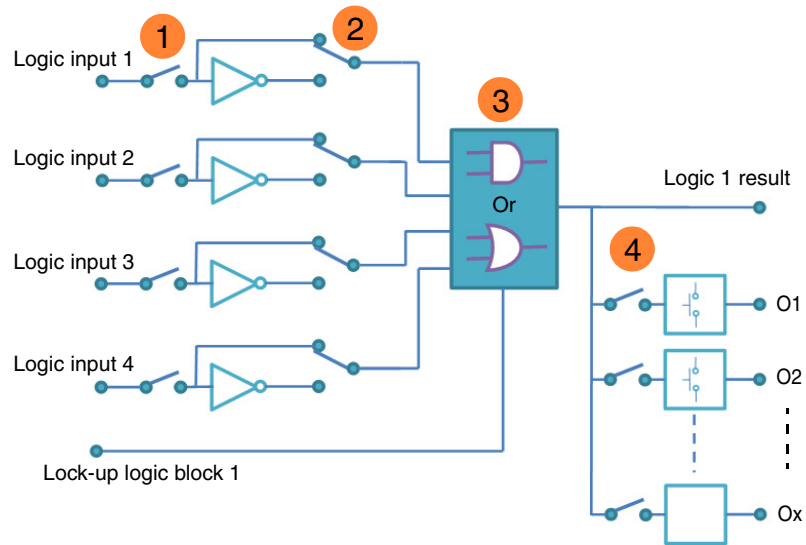 1
2
Logic input 1
3
Logic input 2
Or
Logic 1 result
4
Logic input 3
O1
Logic input 4
O2
Lock-up logic block 1
Ox